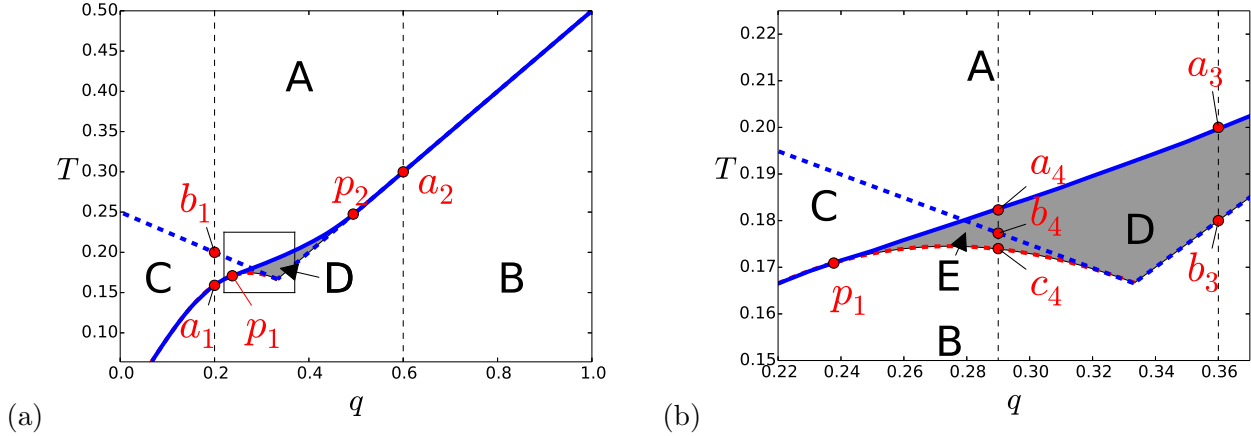 0.50
0.45
0.40
0.35
0.30
0.25
0.20
0.15
0.10
T
0.0
0.2
0.4
0.6
0.8
1.0
q
A
B
C
D
b1
a1
p1
p2
a2
(a)
0.22
0.21
0.20
0.19
0.18
0.17
0.16
0.15
T
0.22
0.24
0.26
0.28
0.30
0.32
0.34
0.36
q
A
a3
a4
C
b4
D
E
c4
b3
p1
B
(b)